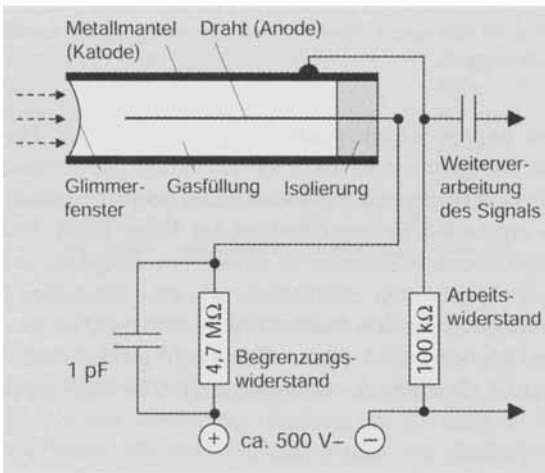 Metallmantel
(Katode)
Draht (Anode)
Glimmer-
fenster
Gasfüllung
Isolierung
Weiterver-
arbeitung
des Signals
1 pF
4,7 MΩ
Begrenzungs-
widerstand
100 kΩ
Arbeits-
widerstand
+ ca. 500 V– –